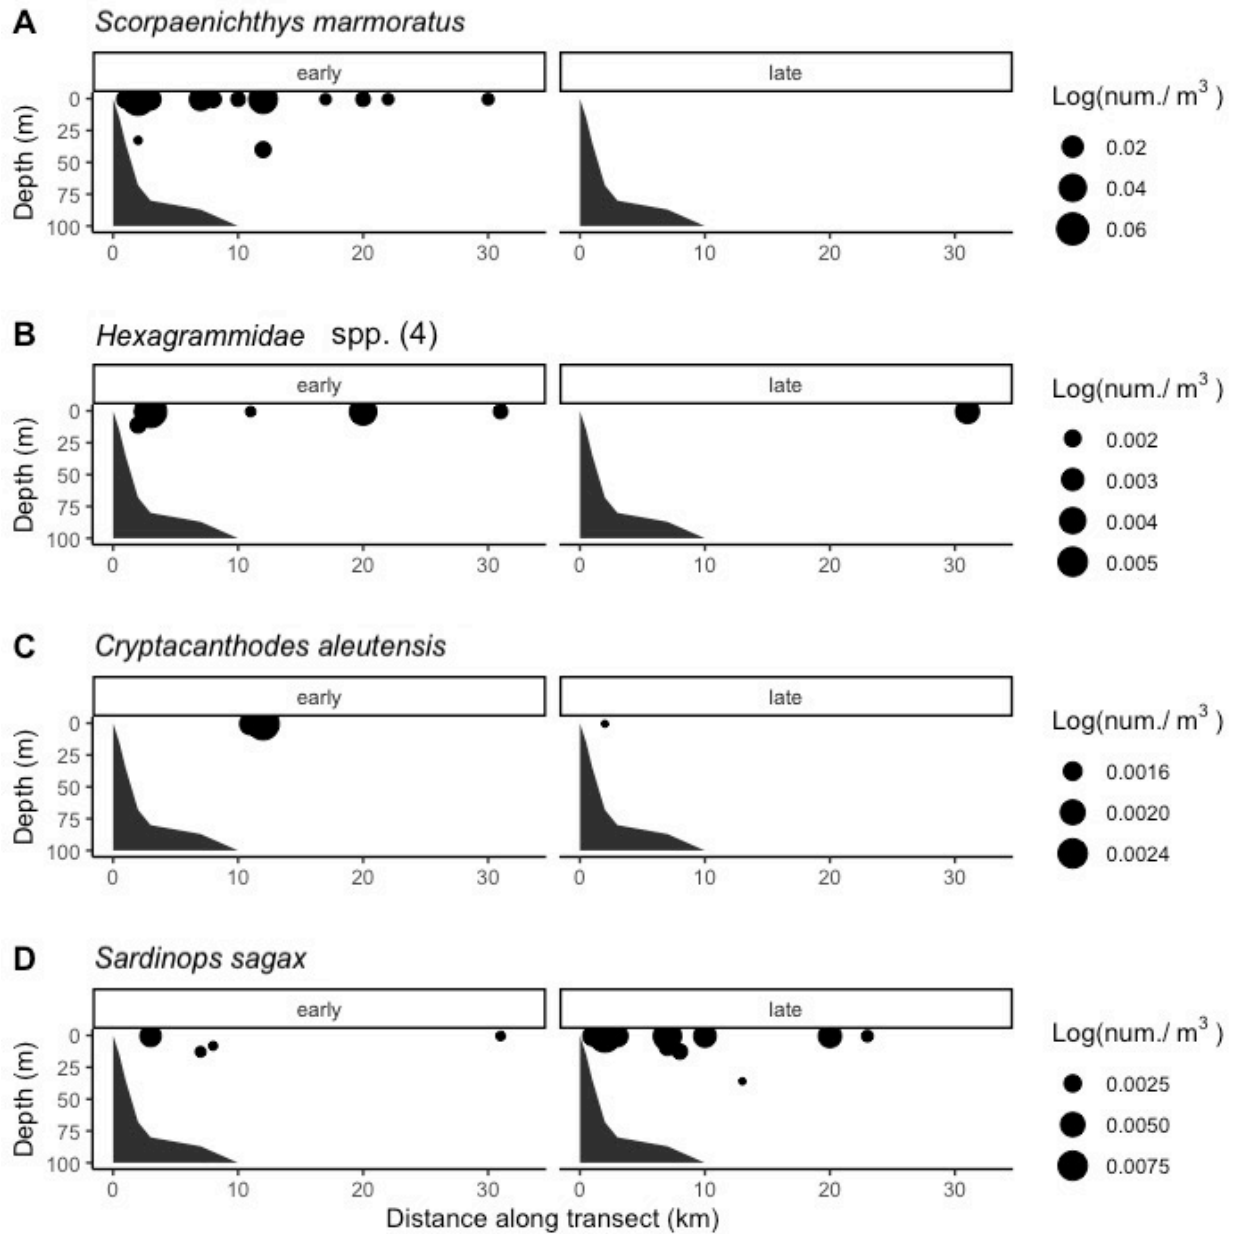 A Scorpaenichthys marmoratus
early late
Depth (m)
0
25
50
75
100
0 10 20 30 0 10 20 30
Log(num./ m³ )
0.02
0.04
0.06
B Hexagrammidae spp. (4)
early late
Depth (m)
0
25
50
75
100
0 10 20 30 0 10 20 30
Log(num./ m³ )
0.002
0.003
0.004
0.005
C Cryptacanthodes aleutensis
early late
Depth (m)
0
25
50
75
100
0 10 20 30 0 10 20 30
Log(num./ m³ )
0.0016
0.0020
0.0024
D Sardinops sagax
early late
Depth (m)
0
25
50
75
100
0 10 20 30 0 10 20 30
Log(num./ m³ )
0.0025
0.0050
0.0075
Distance along transect (km)